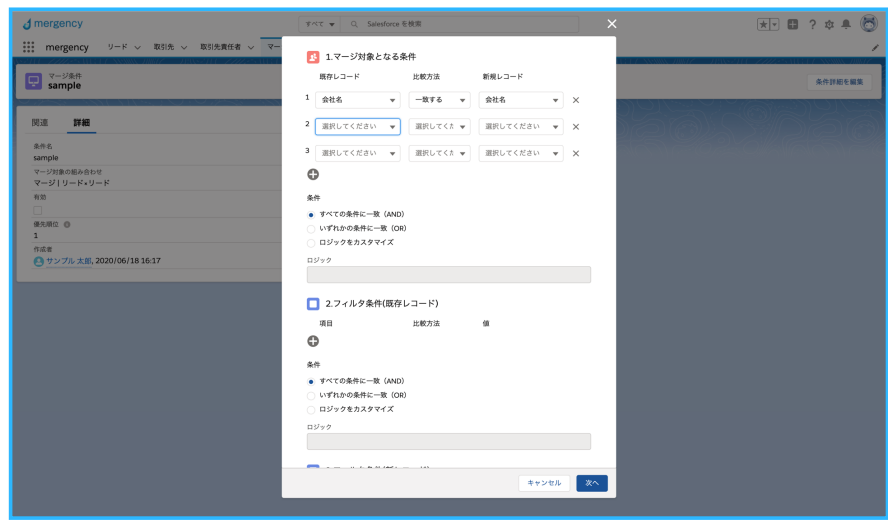 mergency
すべて Salesforce を検索
mergency リード 取引先 取引先責任者 マー
マージ条件
sample
条件詳細を編集
関連 詳細
条件名
sample
マージ対象の組み合わせ
マージ | リード×リード
有効
優先順位
1
作成者
サンプル 太郎, 2020/06/18 16:17
1.マージ対象となる条件
既存レコード 比較方法 新規レコード
1 会社名 一致する 会社名
2 選択してください 選択してくた 選択してください
3 選択してください 選択してくた 選択してください
条件
すべての条件に一致（AND）
いずれかの条件に一致（OR）
ロジックをカスタマイズ
ロジック
2.フィルタ条件(既存レコード)
項目 比較方法 値
条件
すべての条件に一致（AND）
いずれかの条件に一致（OR）
ロジックをカスタマイズ
ロジック
キャンセル 次へ